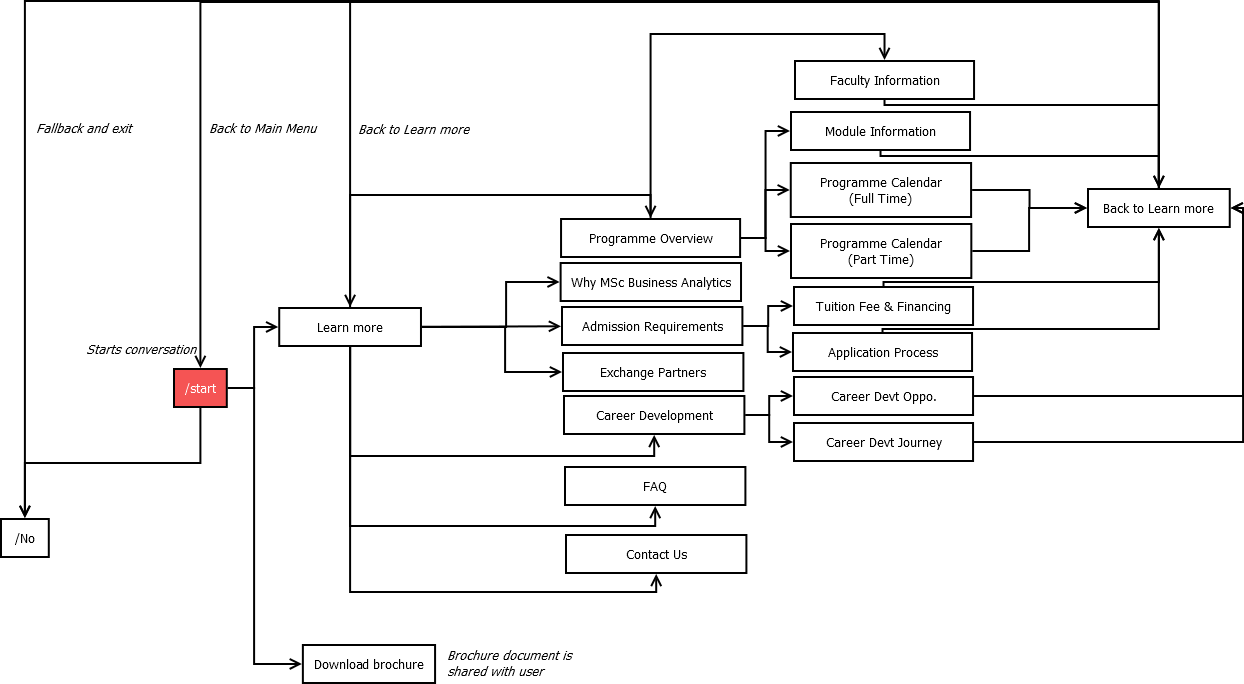 Faculty Information
Fallback and exit
Back to Main Menu
Back to Learn more
Module Information
Programme Calendar
(Full Time)
Back to Learn more
Programme Overview
Programme Calendar
(Part Time)
Why MSc Business Analytics
Tuition Fee & Financing
Learn more
Admission Requirements
Starts conversation
Application Process
Exchange Partners
/start
Career Devt Oppo.
Career Development
Career Devt Journey
FAQ
/No
Contact Us
Download brochure
Brochure document is
shared with user